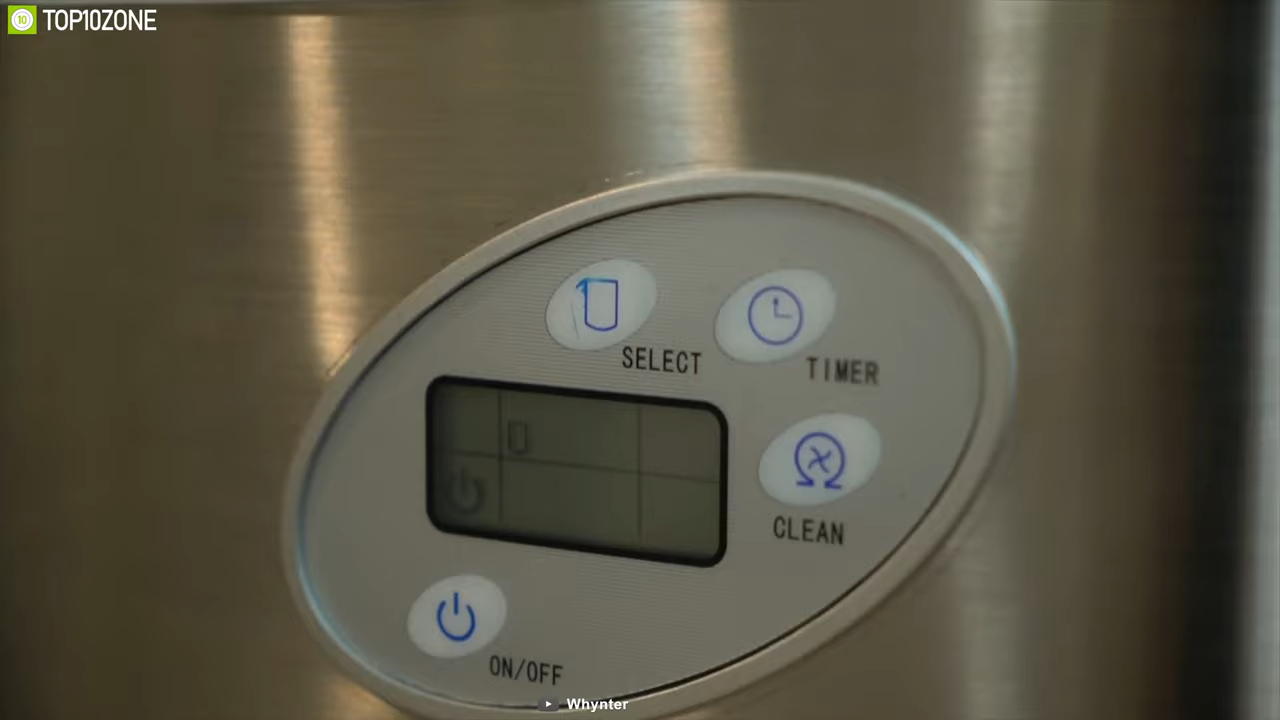 TOP10ZONE
SELECT
TIMER
CLEAN
ON/OFF
Whynter